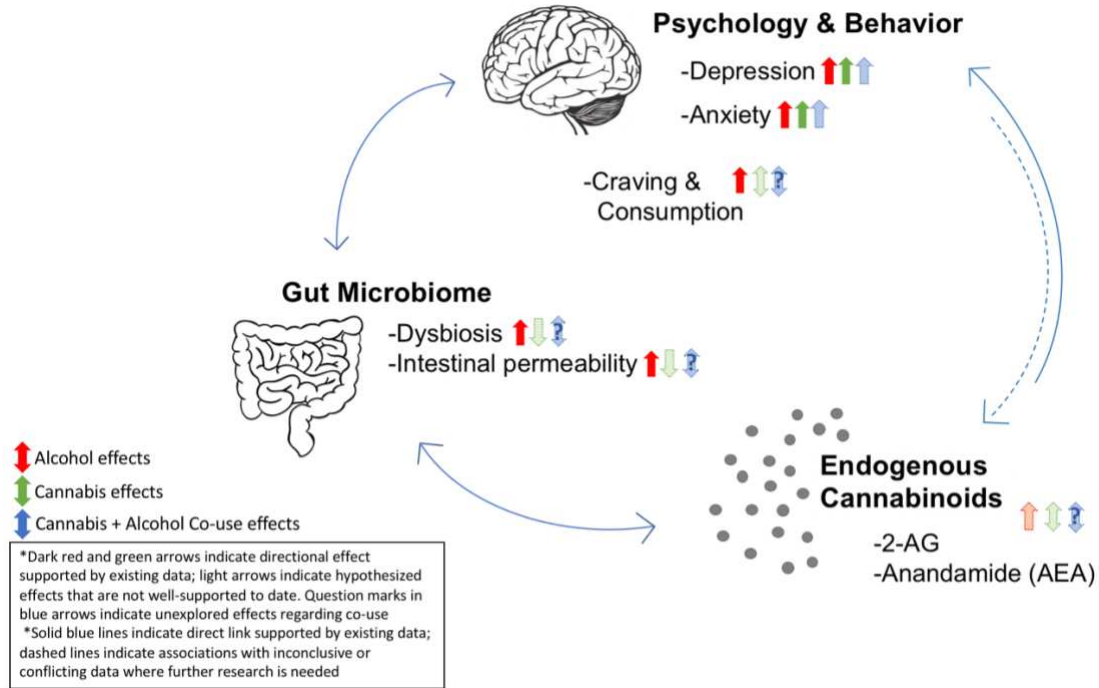 Psychology & Behavior
-Depression
-Anxiety
-Craving &
Consumption
?
Gut Microbiome
-Dysbiosis ?
-Intestinal permeability ?
Endogenous
Cannabinoids
?
-2-AG
-Anandamide (AEA)
Alcohol effects
Cannabis effects
Cannabis + Alcohol Co-use effects
*Dark red and green arrows indicate directional effect
supported by existing data; light arrows indicate hypothesized
effects that are not well-supported to date. Question marks in
blue arrows indicate unexplored effects regarding co-use
*Solid blue lines indicate direct link supported by existing data;
dashed lines indicate associations with inconclusive or
conflicting data where further research is needed